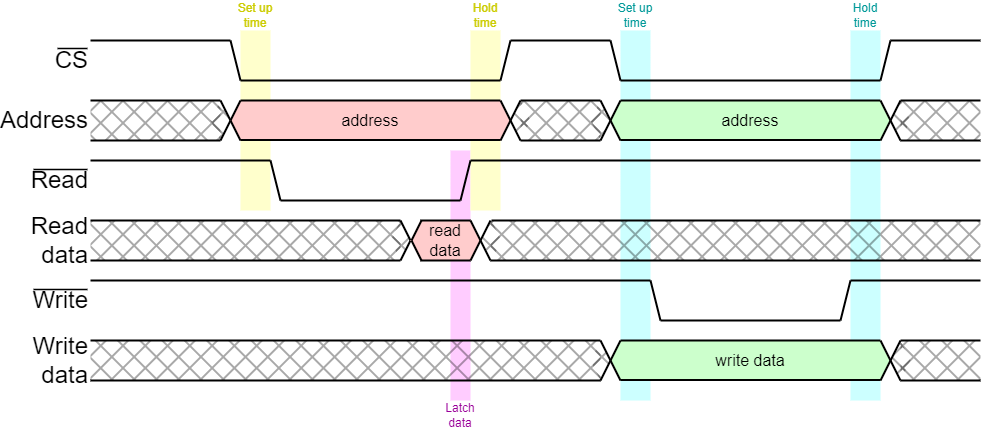 Set up
time
Hold
time
Set up
time
Hold
time
CS
Address
address
address
Read
Read
data
read
data
Write
Write
data
write data
Latch
data